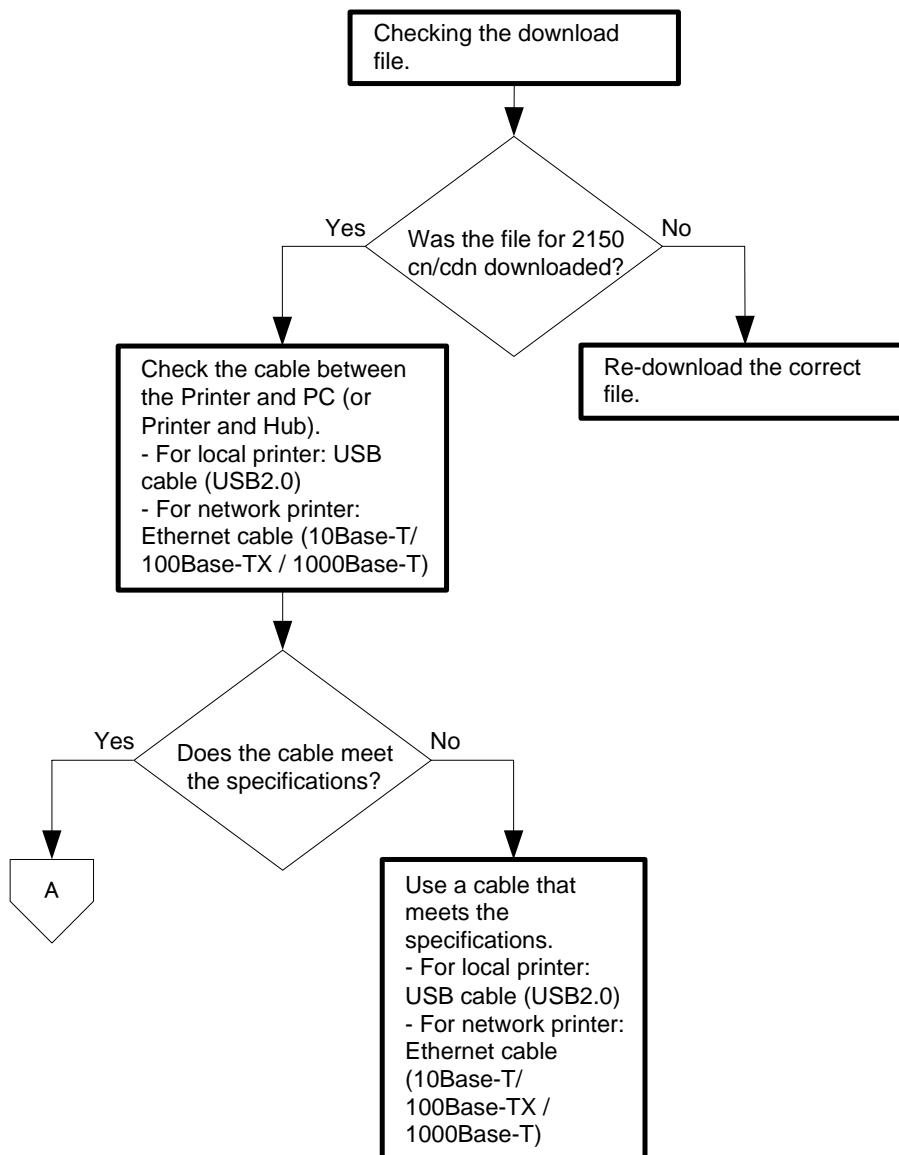 Checking the download
file.
Yes
No
Was the file for 2150
cn/cdn downloaded?
Check the cable between
the Printer and PC (or
Printer and Hub).
- For local printer: USB
cable (USB2.0)
- For network printer:
Ethernet cable (10Base-T/
100Base-TX / 1000Base-T)
Re-download the correct
file.
Yes
No
Does the cable meet
the specifications?
A
Use a cable that
meets the
specifications.
- For local printer:
USB cable (USB2.0)
- For network printer:
Ethernet cable
(10Base-T/
100Base-TX /
1000Base-T)